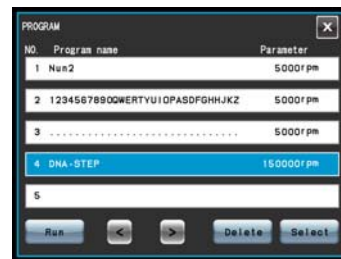 PROGRAM X
NO. Program name Parameter
1 Nun2 5000rpm
2 1234567890QWERTYUIOPASDFGHHJKZ 5000rpm
3 .............................. 5000rpm
4 DNA-STEP 150000rpm
5
Run < > Delete Select